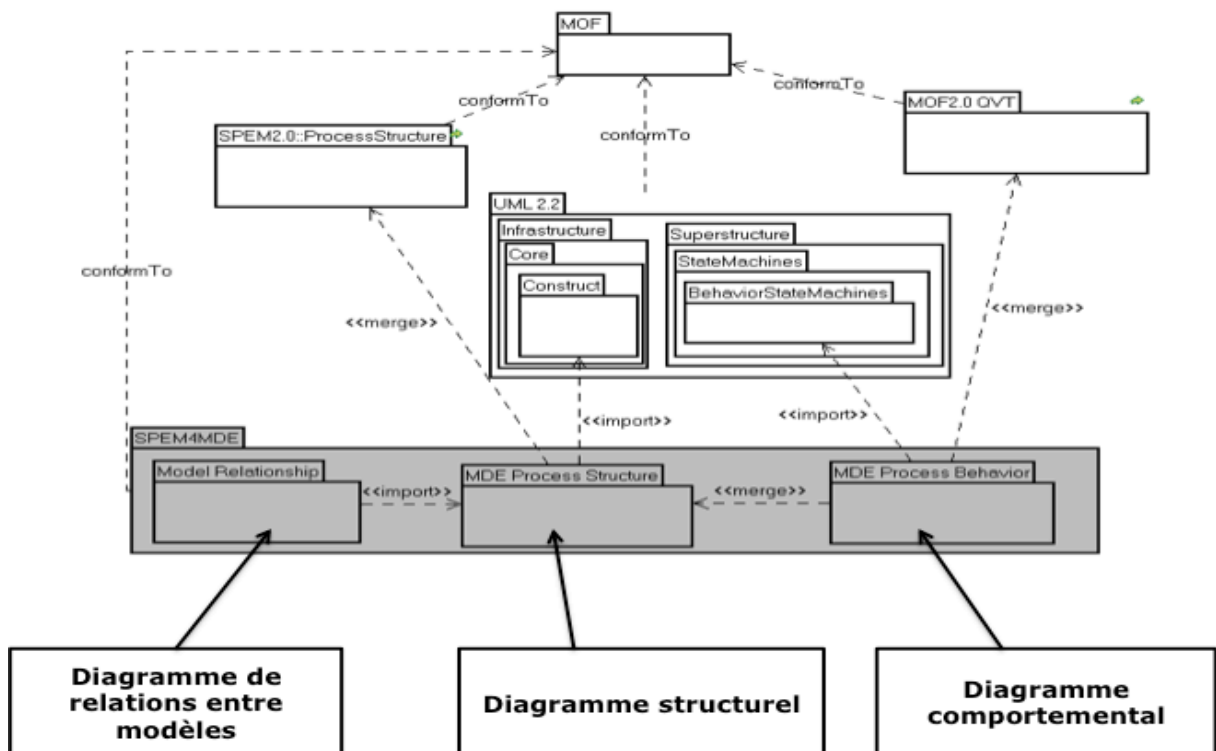 MOF
conformTo
conformTo
MOF2.0 QVT
SPEM2.0::ProcessStructure
conformTo
UML 2.2
Infrastructure
Superstructure
Core
StateMachines
conformTo
Construct
BehaviorStateMachines
<<merge>>
<<merge>>
<<import>>
<<import>>
SPEM4MDE
Model Relationship
MDE Process Structure
MDE Process Behavior
<<import>>
<<merge>>
Diagramme de
relations entre
modèles
Diagramme structurel
Diagramme
comportemental